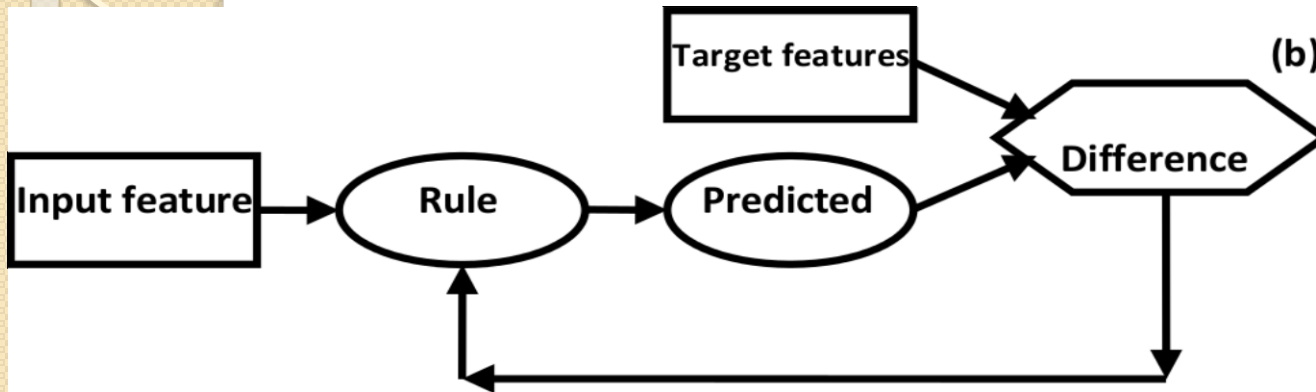 Target features
(b)
Difference
Input feature
Rule
Predicted